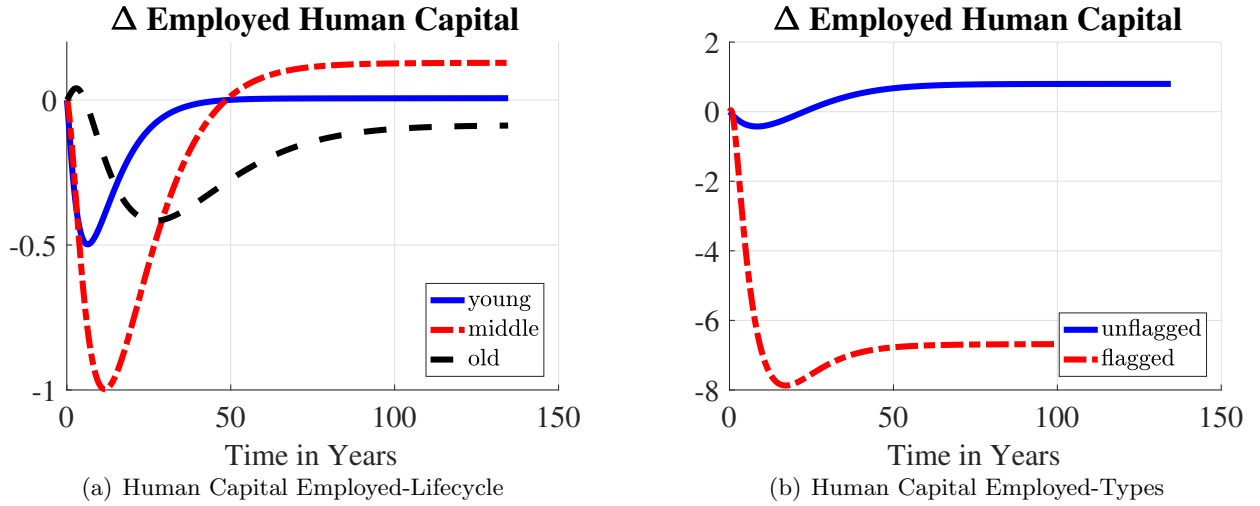 Δ Employed Human Capital
0
-0.5
-1
0
50
100
150
young
middle
old
Time in Years
(a) Human Capital Employed-Lifecycle
Δ Employed Human Capital
2
0
-2
-4
-6
-8
0
50
100
150
unflagged
flagged
Time in Years
(b) Human Capital Employed-Types